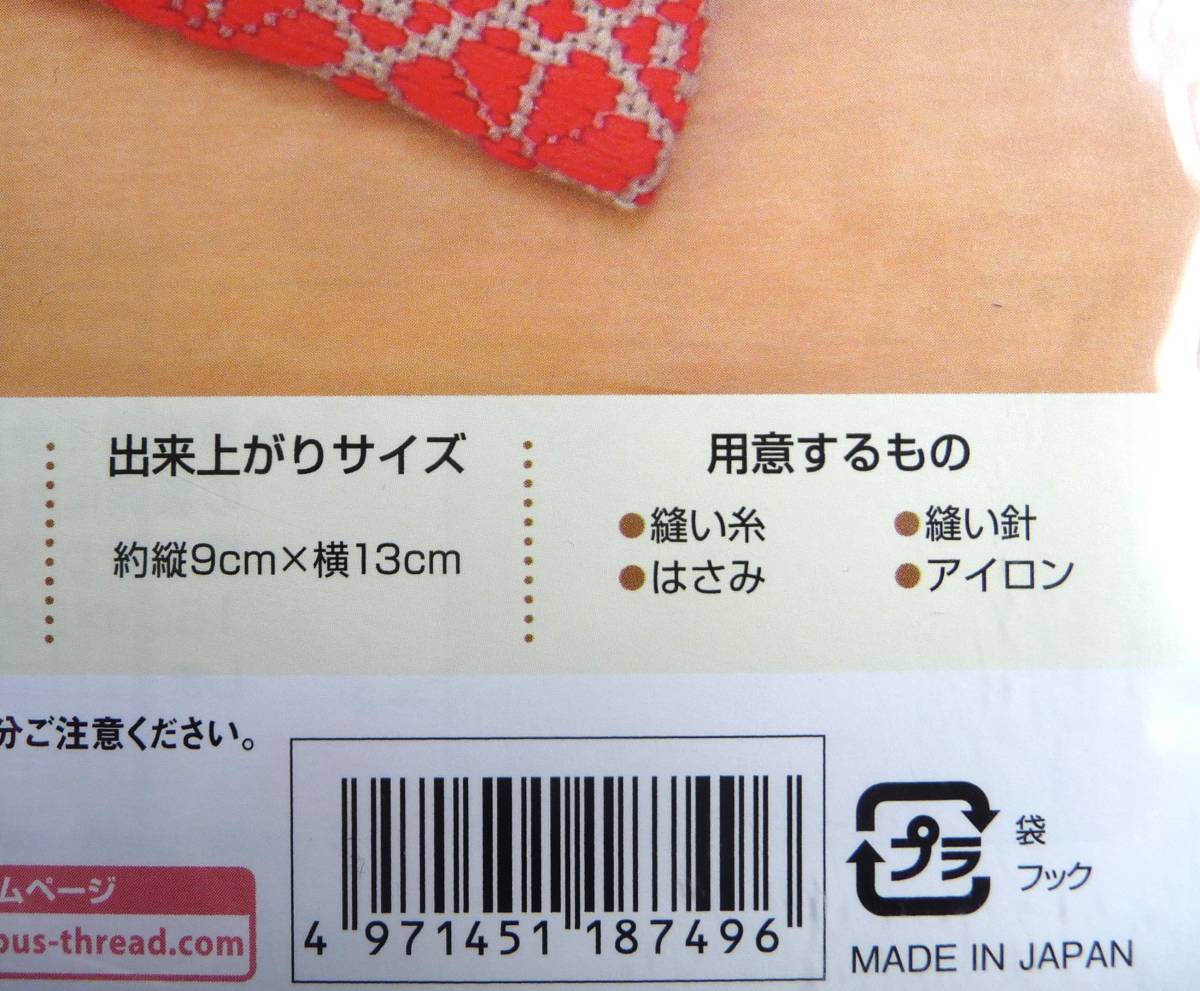 出来上がりサイズ
約縦9cm×横13cm
用意するもの
●縫い糸 ●縫い針
●はさみ ●アイロン
分ご注意ください。
ムページ
ous-thread.com
4 971451 187496
プラ
袋
フック
MADE IN JAPAN